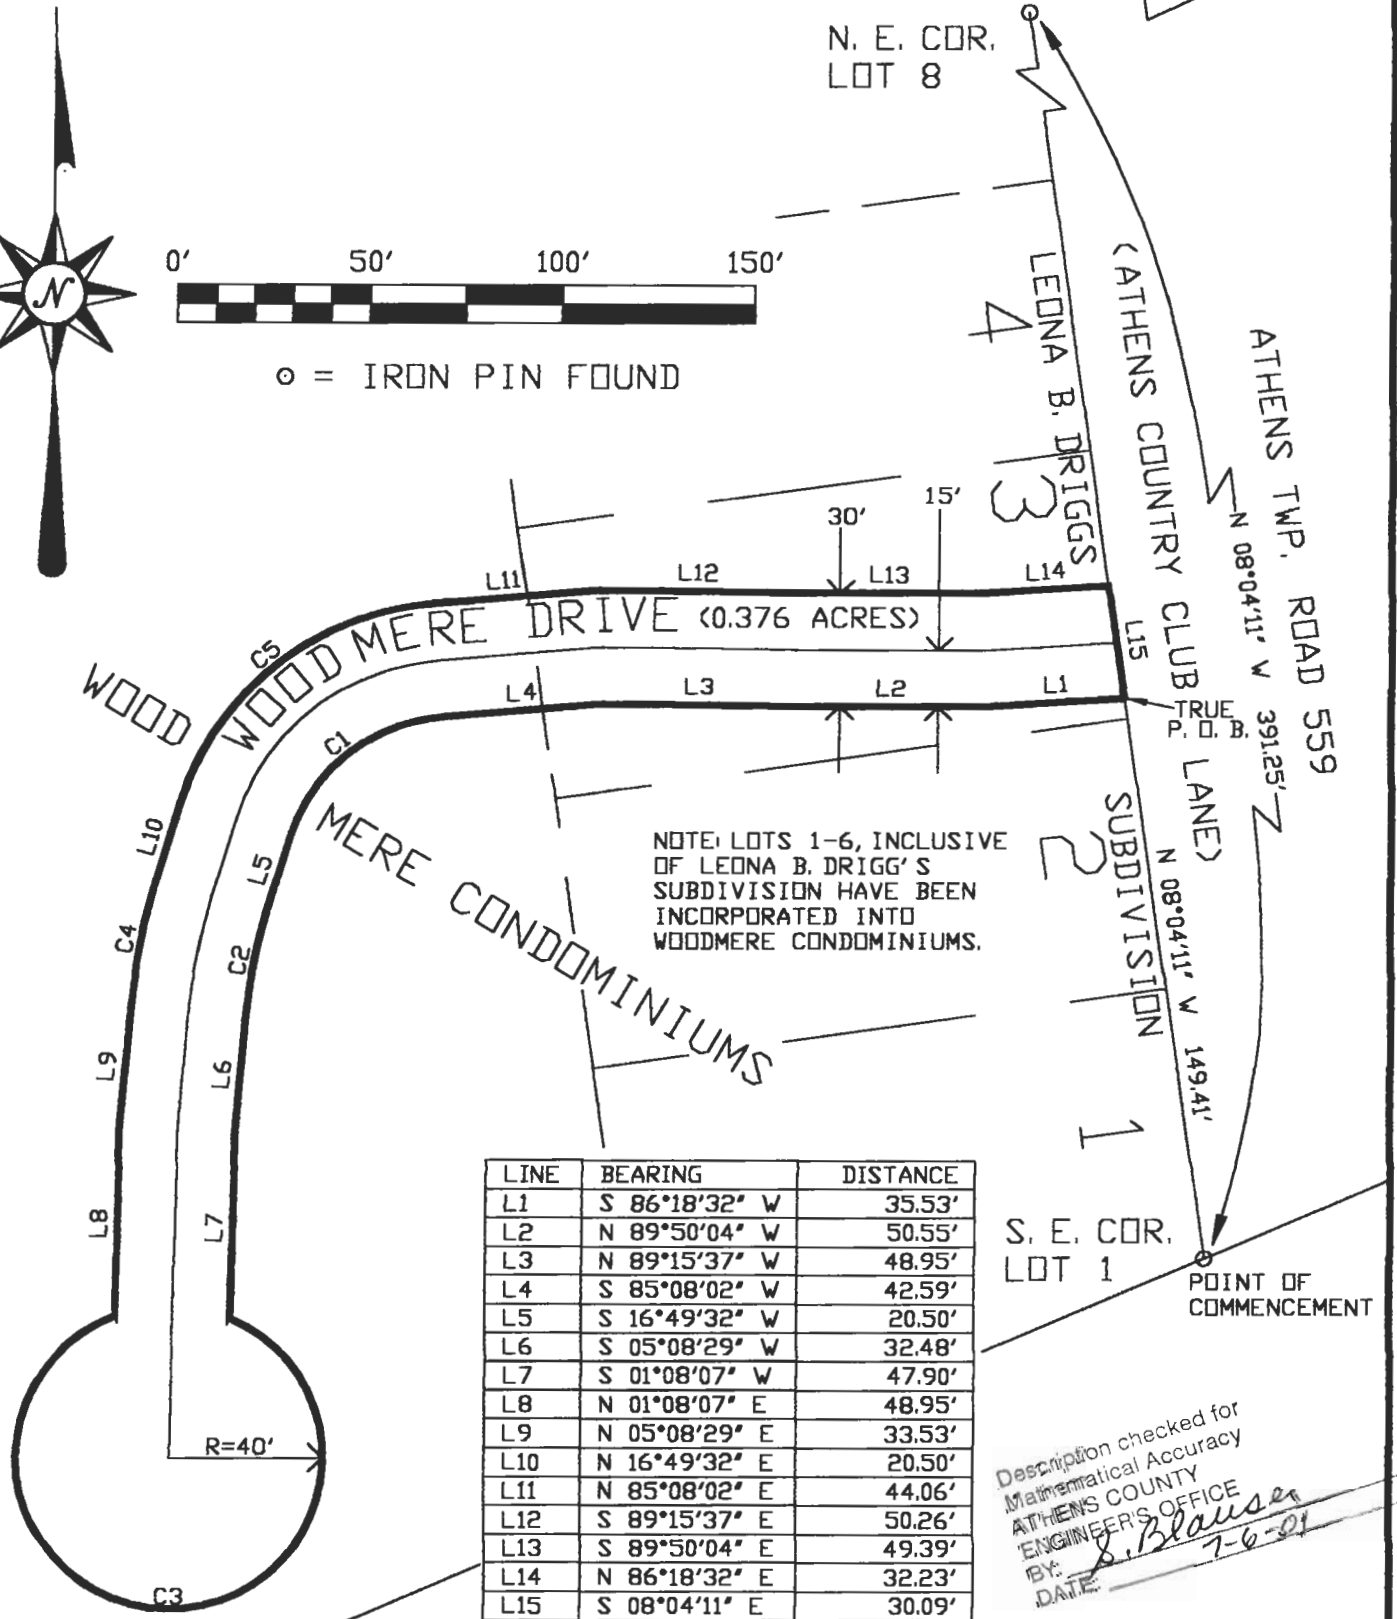 N. E. COR.
LOT 8
N
0' 50' 100' 150'
⊙ = IRON PIN FOUND
LEONA B. DRIGGS
SUBDIVISION
(ATHENS COUNTRY CLUB LANE)
ATHENS TWP. ROAD 559
N 08°04'11" W 391.25'
N 08°04'11" W 149.41'
4
3
2
1
30'
15'
L11
L12
L13
L14
L15
WOODMERE DRIVE (0.376 ACRES)
C5
WOOD
MERE CONDOMINIUMS
L4
L3
L2
L1
TRUE
P. O. B.
C1
L10
L5
C4
C2
L9
L6
L8
L7
NOTE: LOTS 1-6, INCLUSIVE
OF LEONA B. DRIGG'S
SUBDIVISION HAVE BEEN
INCORPORATED INTO
WOODMERE CONDOMINIUMS.
S. E. COR.
LOT 1
POINT OF
COMMENCEMENT
R=40'
C3
LINE BEARING DISTANCE
L1 S 86°18'32" W 35.53'
L2 N 89°50'04" W 50.55'
L3 N 89°15'37" W 48.95'
L4 S 85°08'02" W 42.59'
L5 S 16°49'32" W 20.50'
L6 S 05°08'29" W 32.48'
L7 S 01°08'07" W 47.90'
L8 N 01°08'07" E 48.95'
L9 N 05°08'29" E 33.53'
L10 N 16°49'32" E 20.50'
L11 N 85°08'02" E 44.06'
L12 S 89°15'37" E 50.26'
L13 S 89°50'04" E 49.39'
L14 N 86°18'32" E 32.23'
L15 S 08°04'11" E 30.09'
Description checked for
Mathematical Accuracy
ATHENS COUNTY
ENGINEER'S OFFICE
BY: S. Blauser
DATE: 7-6-01